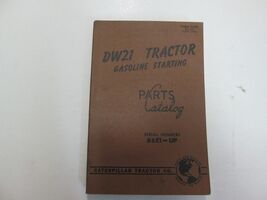 DW21 TRACTOR
GASOLINE STARTING
PARTS
Catalog
SERIAL NUMBERS
CATERPILLAR TRACTOR CO.